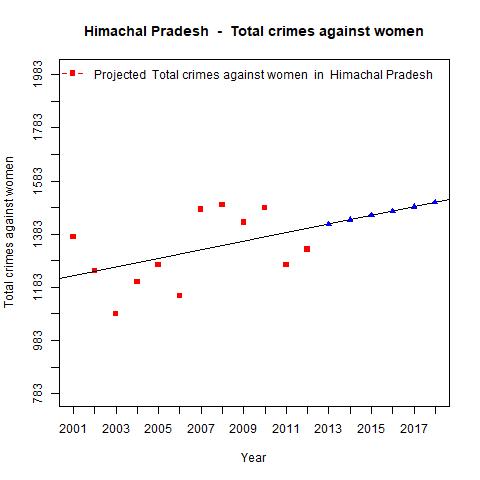 Himachal Pradesh - Total crimes against women
Projected Total crimes against women in Himachal Pradesh
Total crimes against women
1983
1783
1583
1383
1183
983
783
2001 2003 2005 2007 2009 2011 2013 2015 2017
Year